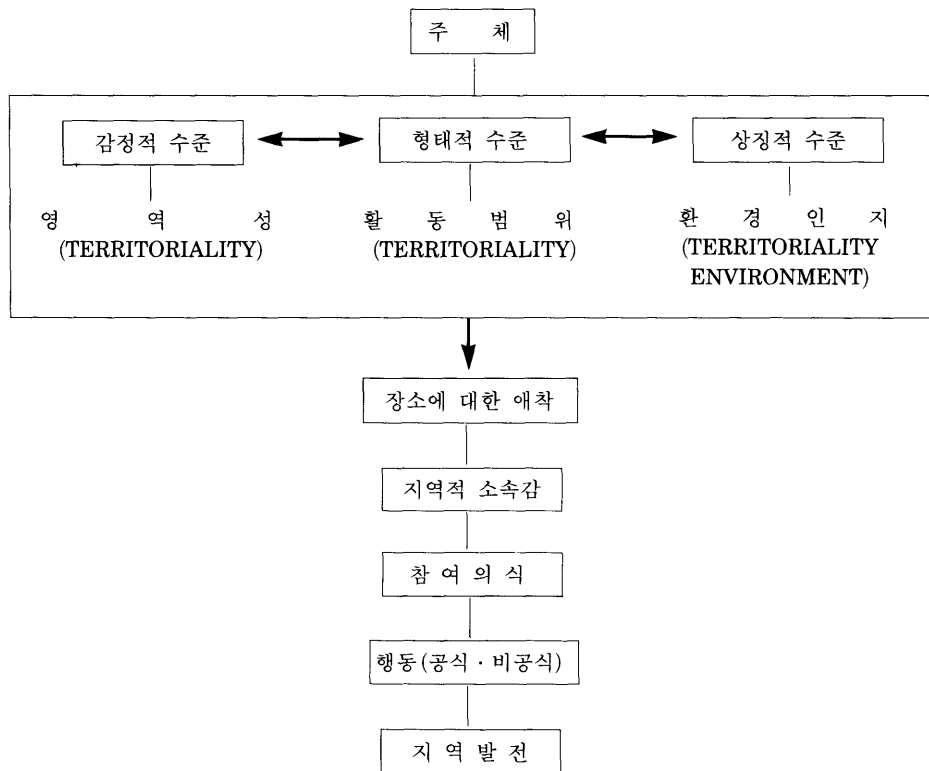 주 체
감정적 수준
형태적 수준
상징적 수준
영 역 성
(TERRITORIALITY)
활 동 범 위
(TERRITORIALITY)
환 경 인 지
(TERRITORIALITY
ENVIRONMENT)
장소에 대한 애착
지역적 소속감
참 여 의 식
행동(공식 · 비공식)
지 역 발 전